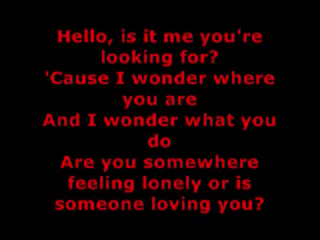 Hello, is it me you're
looking for?
'Cause I wonder where
you are
And I wonder what you
do
Are you somewhere
feeling lonely or is
someone loving you?